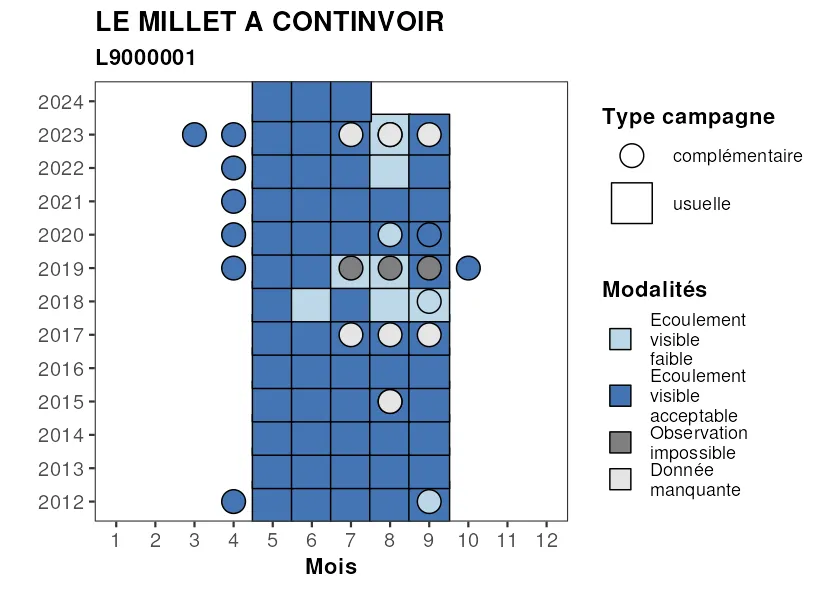 LE MILLET A CONTINVOIR
L9000001
2024
2023
2022
2021
2020
2019
2018
2017
2016
2015
2014
2013
2012
1 2 3 4 5 6 7 8 9 10 11 12
Mois
Type campagne
complémentaire
usuelle
Modalités
Ecoulement
visible
faible
Ecoulement
visible
acceptable
Observation
impossible
Donnée
manquante